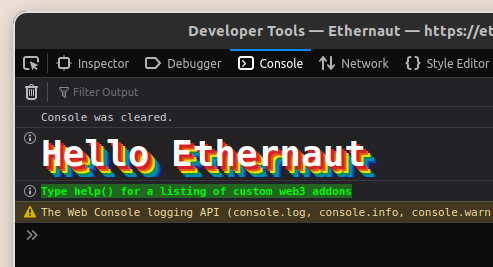 Developer Tools — Ethernaut — https://et
Inspector Debugger Console Network Style Editor
Filter Output
Console was cleared.
Hello Ethernaut
Type help() for a listing of custom web3 addons
The Web Console logging API (console.log, console.info, console.warn